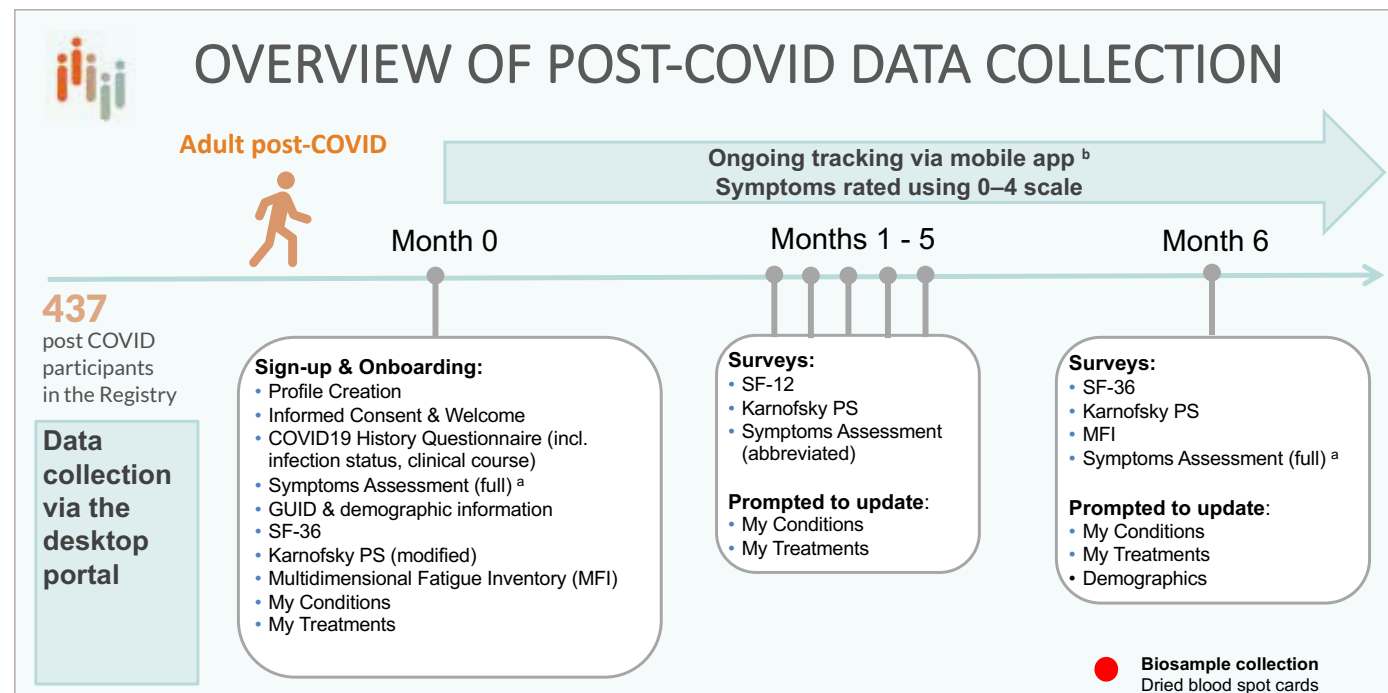 OVERVIEW OF POST-COVID DATA COLLECTION
Adult post-COVID
Ongoing tracking via mobile app ᵇ
Symptoms rated using 0–4 scale
Month 0
Months 1 - 5
Month 6
437
post COVID
participants
in the Registry
Data
collection
via the
desktop
portal
Sign-up & Onboarding:
• Profile Creation
• Informed Consent & Welcome
• COVID19 History Questionnaire (incl.
infection status, clinical course)
• Symptoms Assessment (full) ᵃ
• GUID & demographic information
• SF-36
• Karnofsky PS (modified)
• Multidimensional Fatigue Inventory (MFI)
• My Conditions
• My Treatments
Surveys:
• SF-12
• Karnofsky PS
• Symptoms Assessment
(abbreviated)
Prompted to update:
• My Conditions
• My Treatments
Surveys:
• SF-36
• Karnofsky PS
• MFI
• Symptoms Assessment (full) ᵃ
Prompted to update:
• My Conditions
• My Treatments
• Demographics
Biosample collection
Dried blood spot cards